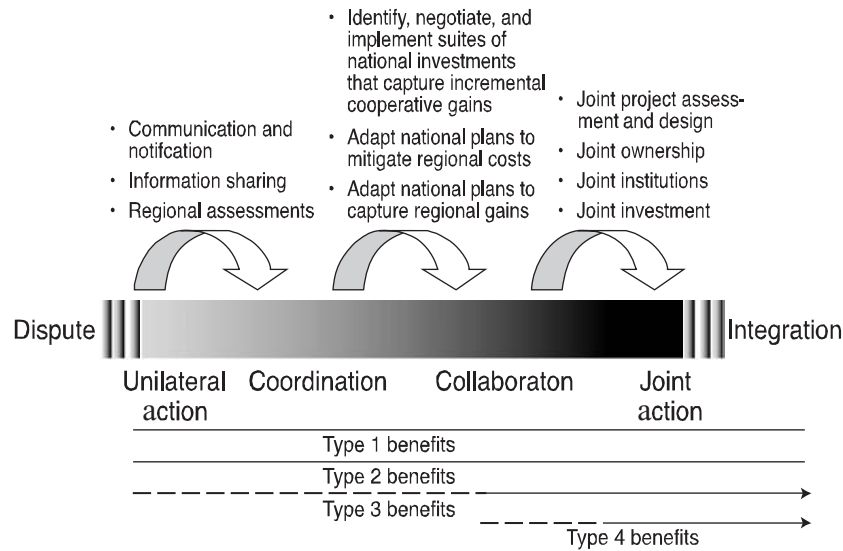 • Communication and
notifcation
• Information sharing
• Regional assessments
• Identify, negotiate, and
implement suites of
national investments
that capture incremental
cooperative gains
• Adapt national plans to
mitigate regional costs
• Adapt national plans to
capture regional gains
• Joint project assess-
ment and design
• Joint ownership
• Joint institutions
• Joint investment
Dispute
Integration
Unilateral
action
Coordination
Collaboraton
Joint
action
Type 1 benefits
Type 2 benefits
Type 3 benefits
Type 4 benefits